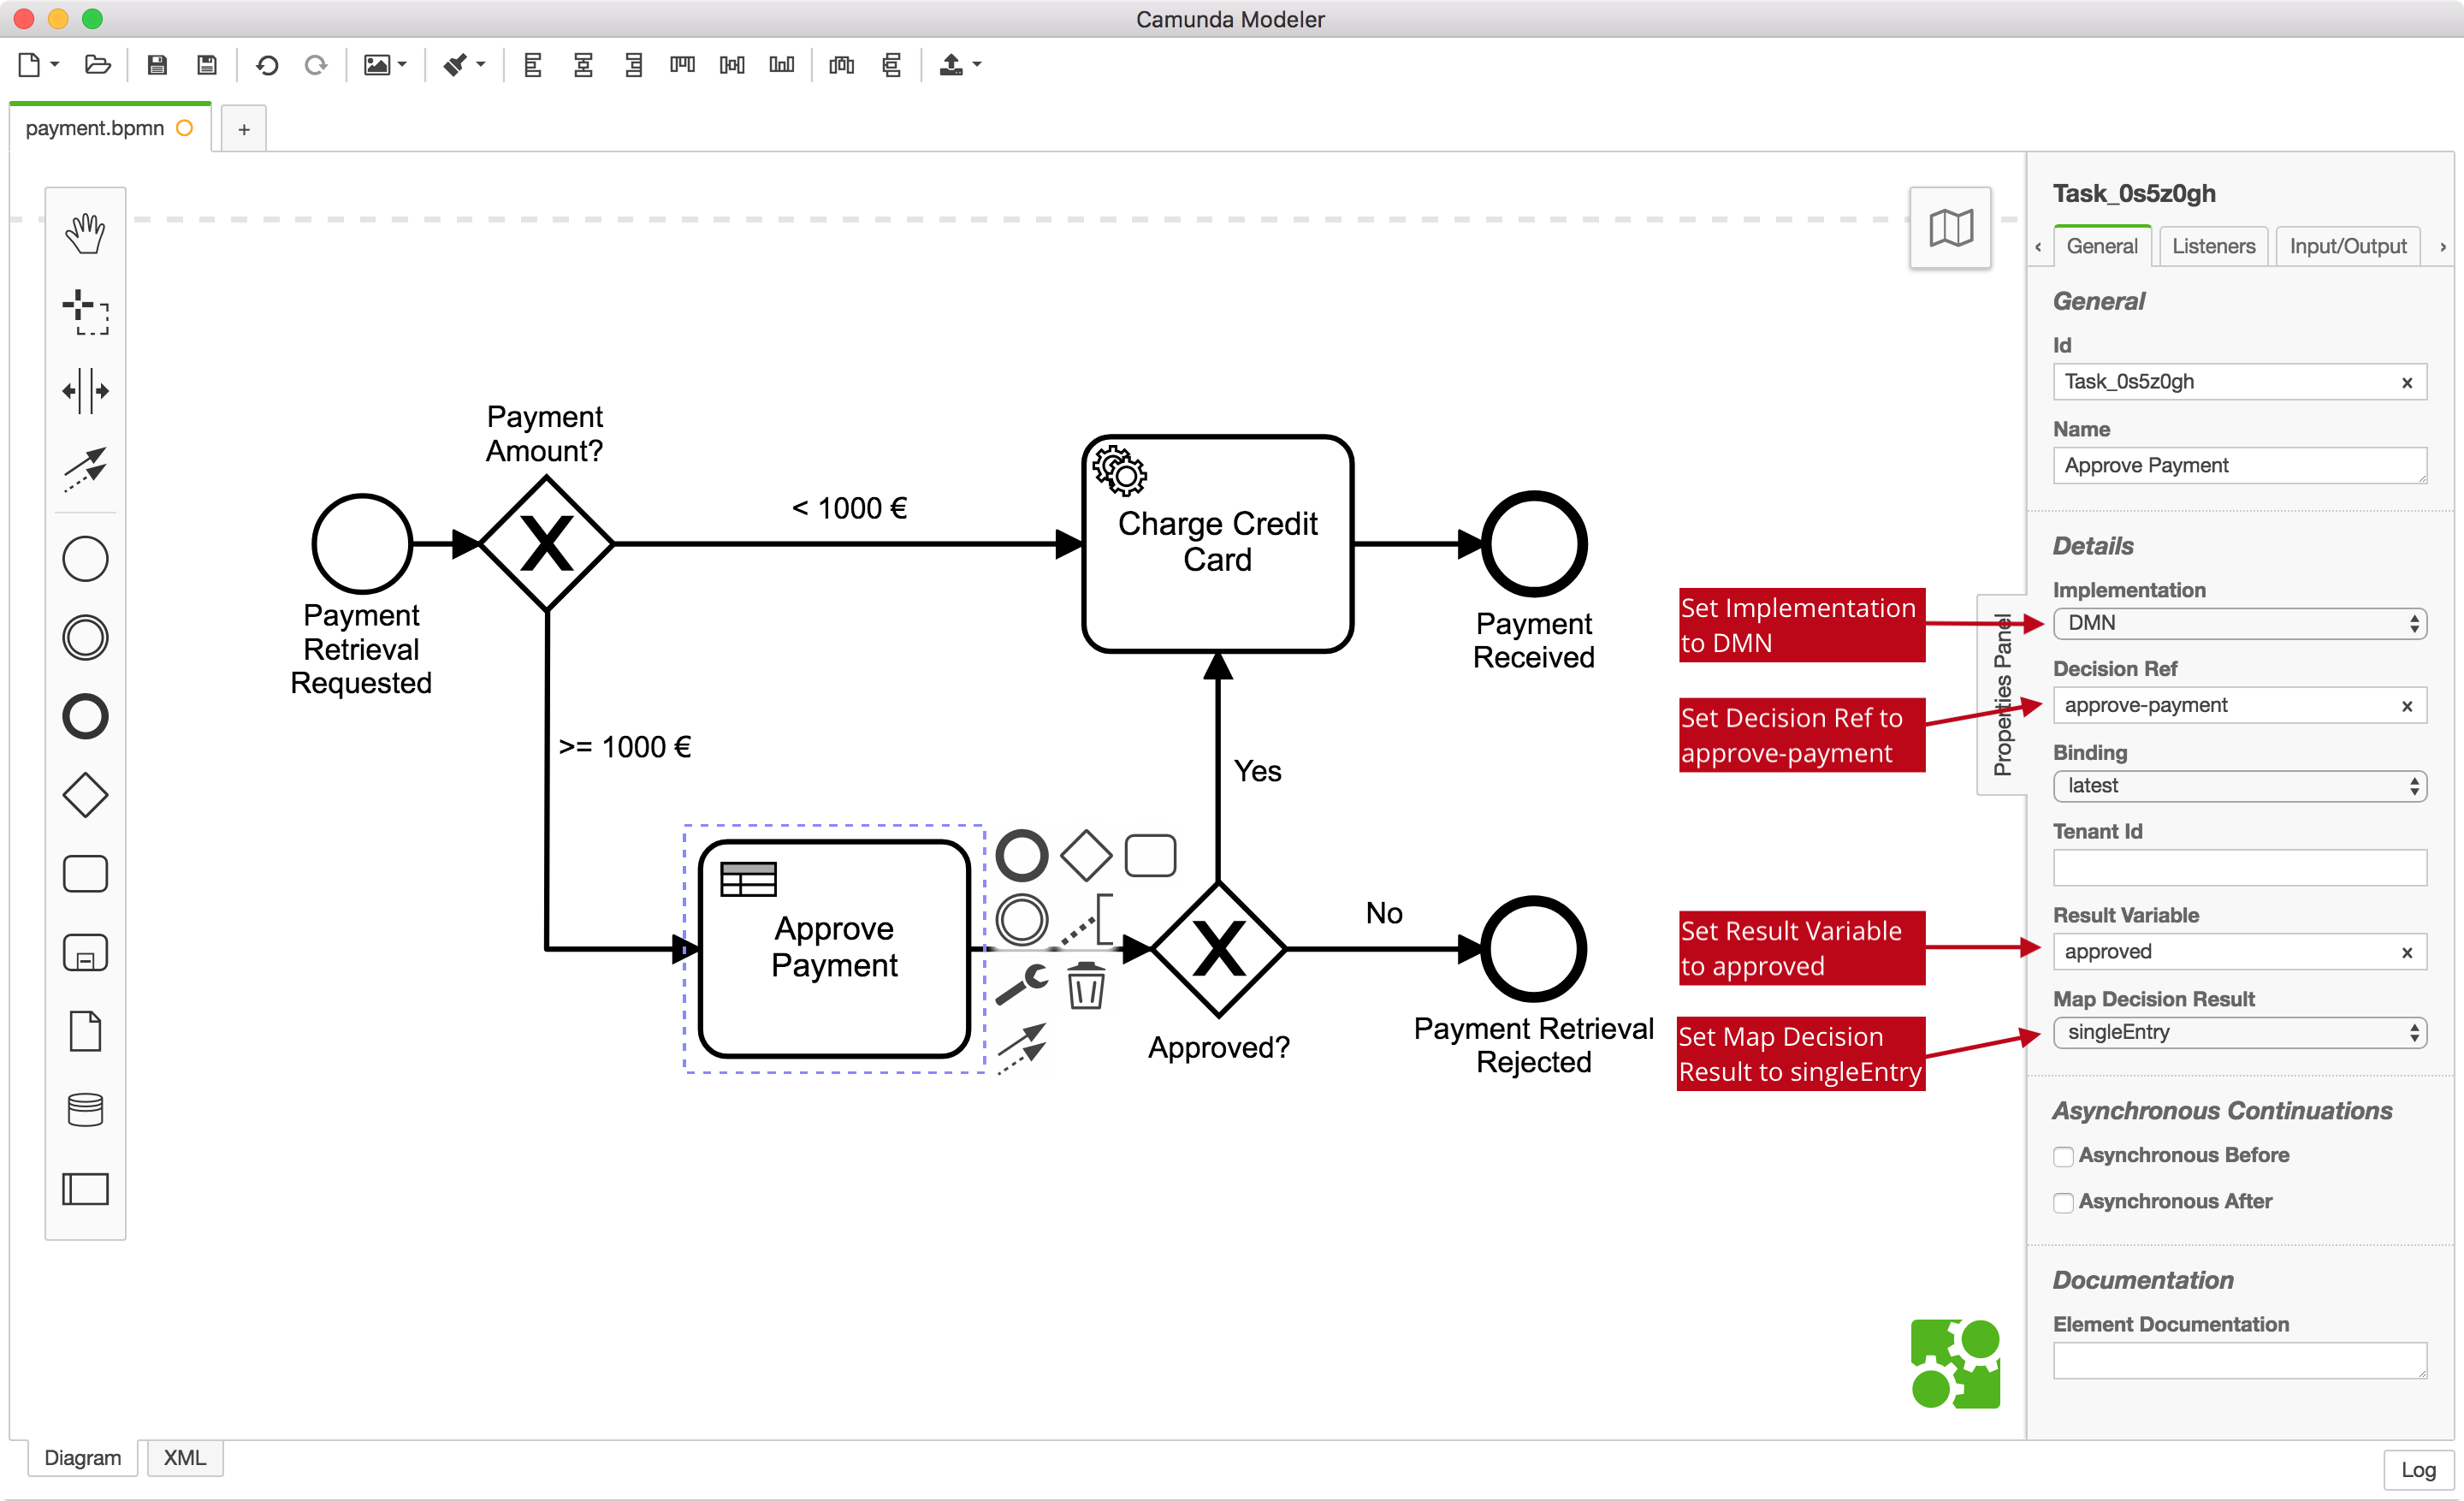 Camunda Modeler
payment.bpmn
+
Payment
Amount?
Payment
Retrieval
Requested
< 1000 €
>= 1000 €
Charge Credit
Card
Payment
Received
Yes
Approve
Payment
Approved?
No
Payment Retrieval
Rejected
Set Implementation
to DMN
Set Decision Ref to
approve-payment
Set Result Variable
to approved
Set Map Decision
Result to singleEntry
Properties Panel
Task_0s5z0gh
General
Listeners
Input/Output
General
Id
Task_0s5z0gh
Name
Approve Payment
Details
Implementation
DMN
Decision Ref
approve-payment
Binding
latest
Tenant Id
Result Variable
approved
Map Decision Result
singleEntry
Asynchronous Continuations
Asynchronous Before
Asynchronous After
Documentation
Element Documentation
Diagram
XML
Log